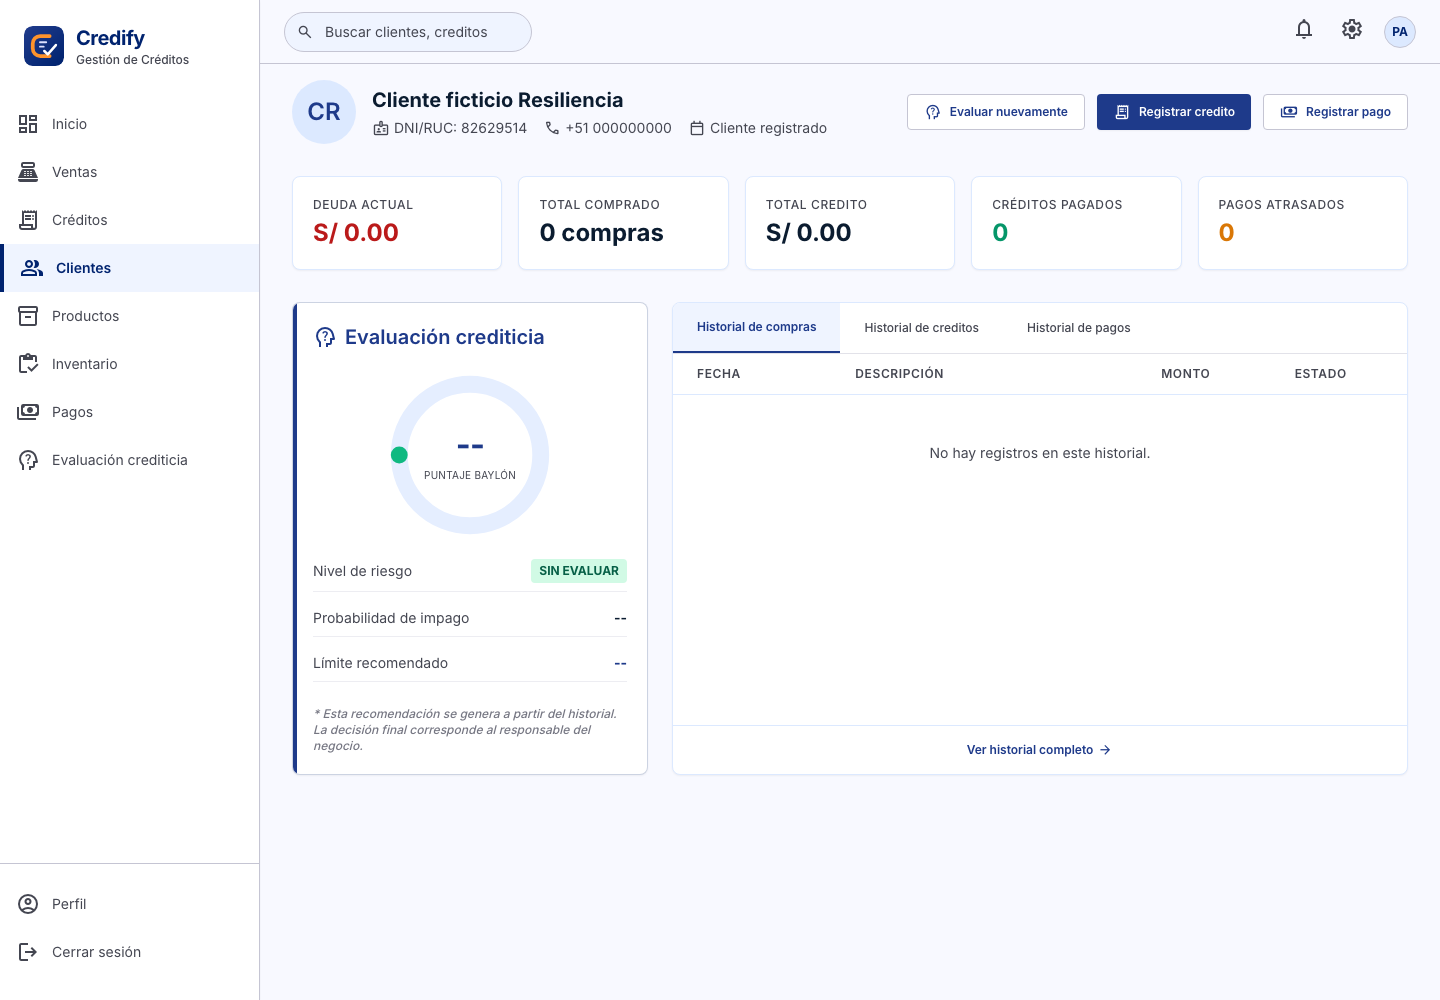 Credify
Gestión de Créditos
Inicio
Ventas
Créditos
Clientes
Productos
Inventario
Pagos
Evaluación crediticia
Perfil
Cerrar sesión
Buscar clientes, creditos
PA
CR
Cliente ficticio Resiliencia
DNI/RUC: 82629514 +51 000000000 Cliente registrado
Evaluar nuevamente
Registrar credito
Registrar pago
DEUDA ACTUAL
S/ 0.00
TOTAL COMPRADO
0 compras
TOTAL CREDITO
S/ 0.00
CRÉDITOS PAGADOS
0
PAGOS ATRASADOS
0
Evaluación crediticia
--
PUNTAJE BAYLÓN
Nivel de riesgo SIN EVALUAR
Probabilidad de impago --
Límite recomendado --
* Esta recomendación se genera a partir del historial.
La decisión final corresponde al responsable del
negocio.
Historial de compras Historial de creditos Historial de pagos
FECHA DESCRIPCIÓN MONTO ESTADO
No hay registros en este historial.
Ver historial completo →